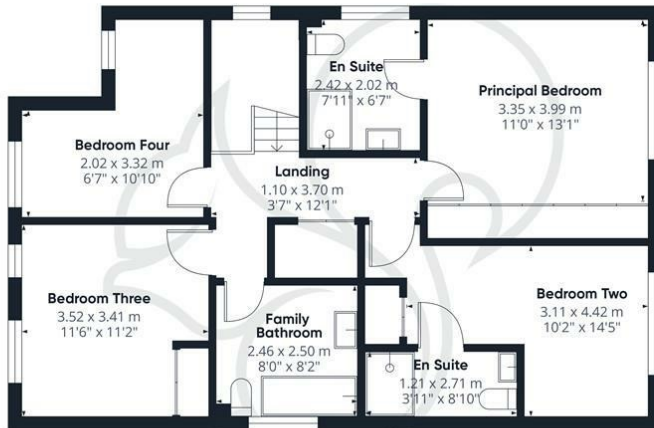 En Suite
2.42 x 2.02 m
7'11" x 6'7"
Principal Bedroom
3.35 x 3.99 m
11'0" x 13'1"
Bedroom Four
2.02 x 3.32 m
6'7" x 10'10"
Landing
1.10 x 3.70 m
3'7" x 12'1"
Bedroom Three
3.52 x 3.41 m
11'6" x 11'2"
Family
Bathroom
2.46 x 2.50 m
8'0" x 8'2"
Bedroom Two
3.11 x 4.42 m
10'2" x 14'5"
En Suite
1.21 x 2.71 m
3'11" x 8'10"